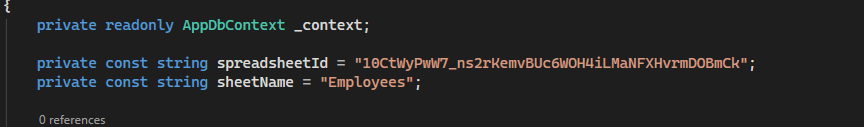 {
private readonly AppDbContext _context;
private const string spreadsheetId = "10CtWyPwW7_ns2rKemvBUc6WOH4iLMaNFXHvrmDOBmCk";
private const string sheetName = "Employees";
0 references